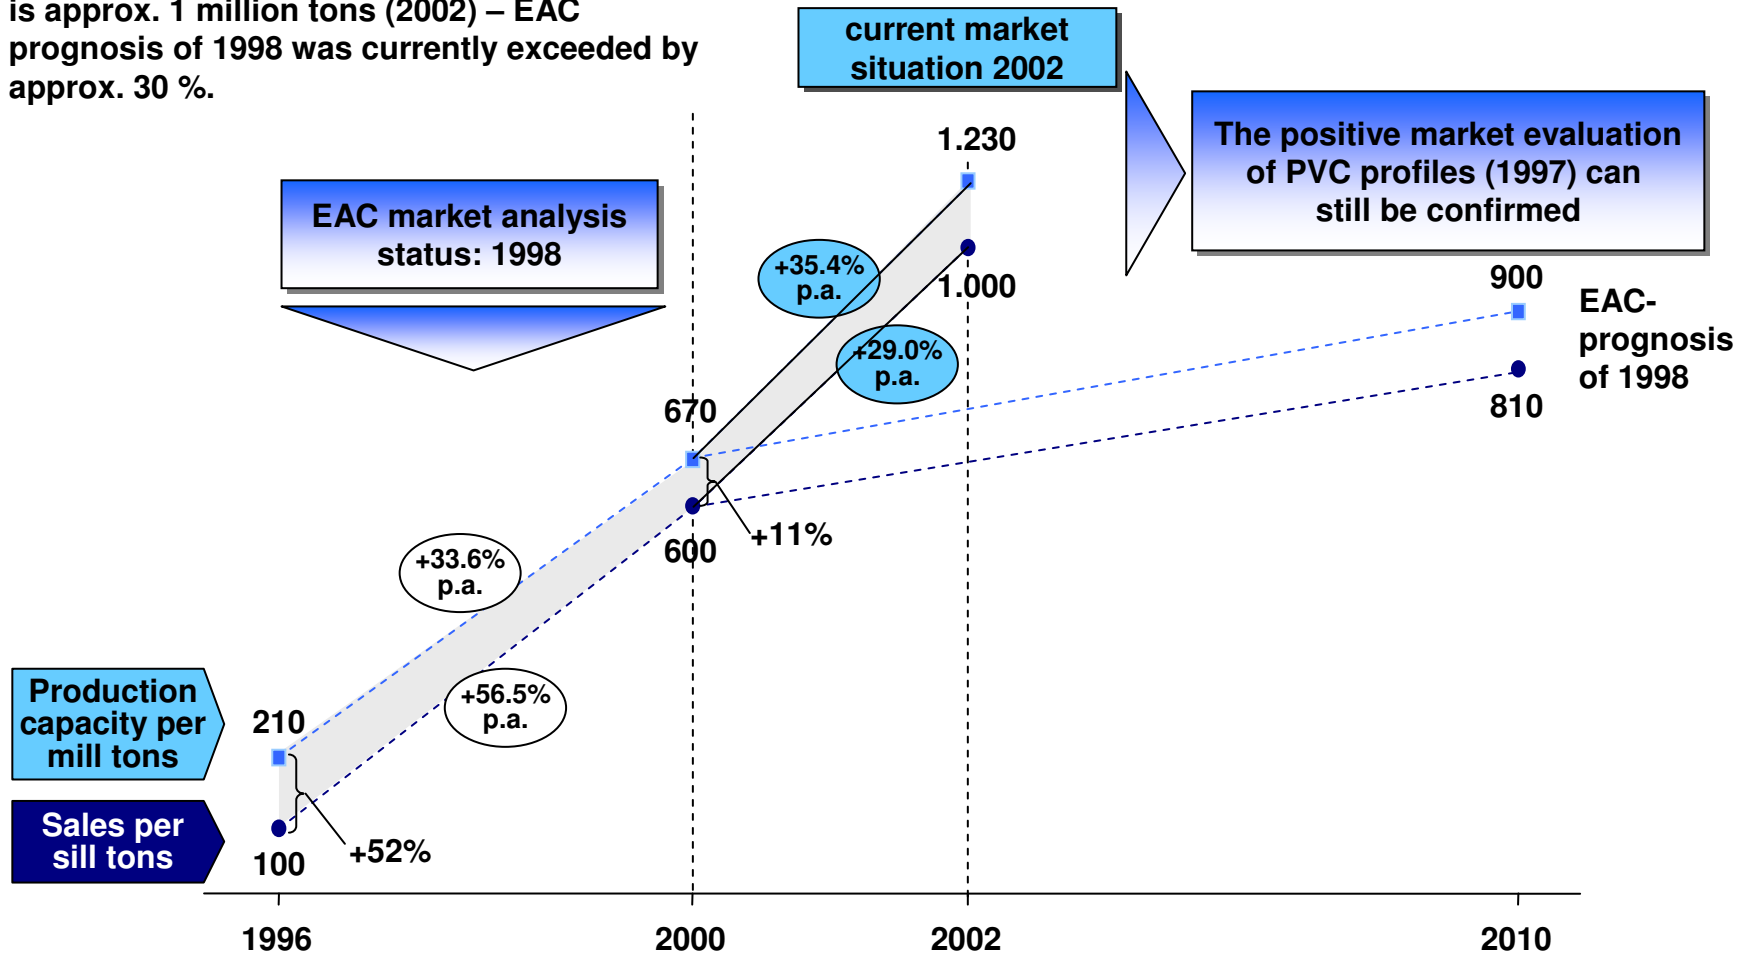 is approx. 1 million tons (2002) – EAC
prognosis of 1998 was currently exceeded by
approx. 30 %.
current market
situation 2002
The positive market evaluation
of PVC profiles (1997) can
still be confirmed
EAC market analysis
status: 1998
1.230
1.000
+35.4%
p.a.
+29.0%
p.a.
900
EAC-
prognosis
of 1998
810
670
600
+11%
+33.6%
p.a.
+56.5%
p.a.
Production
capacity per
mill tons
210
Sales per
sill tons
100
+52%
1996
2000
2002
2010